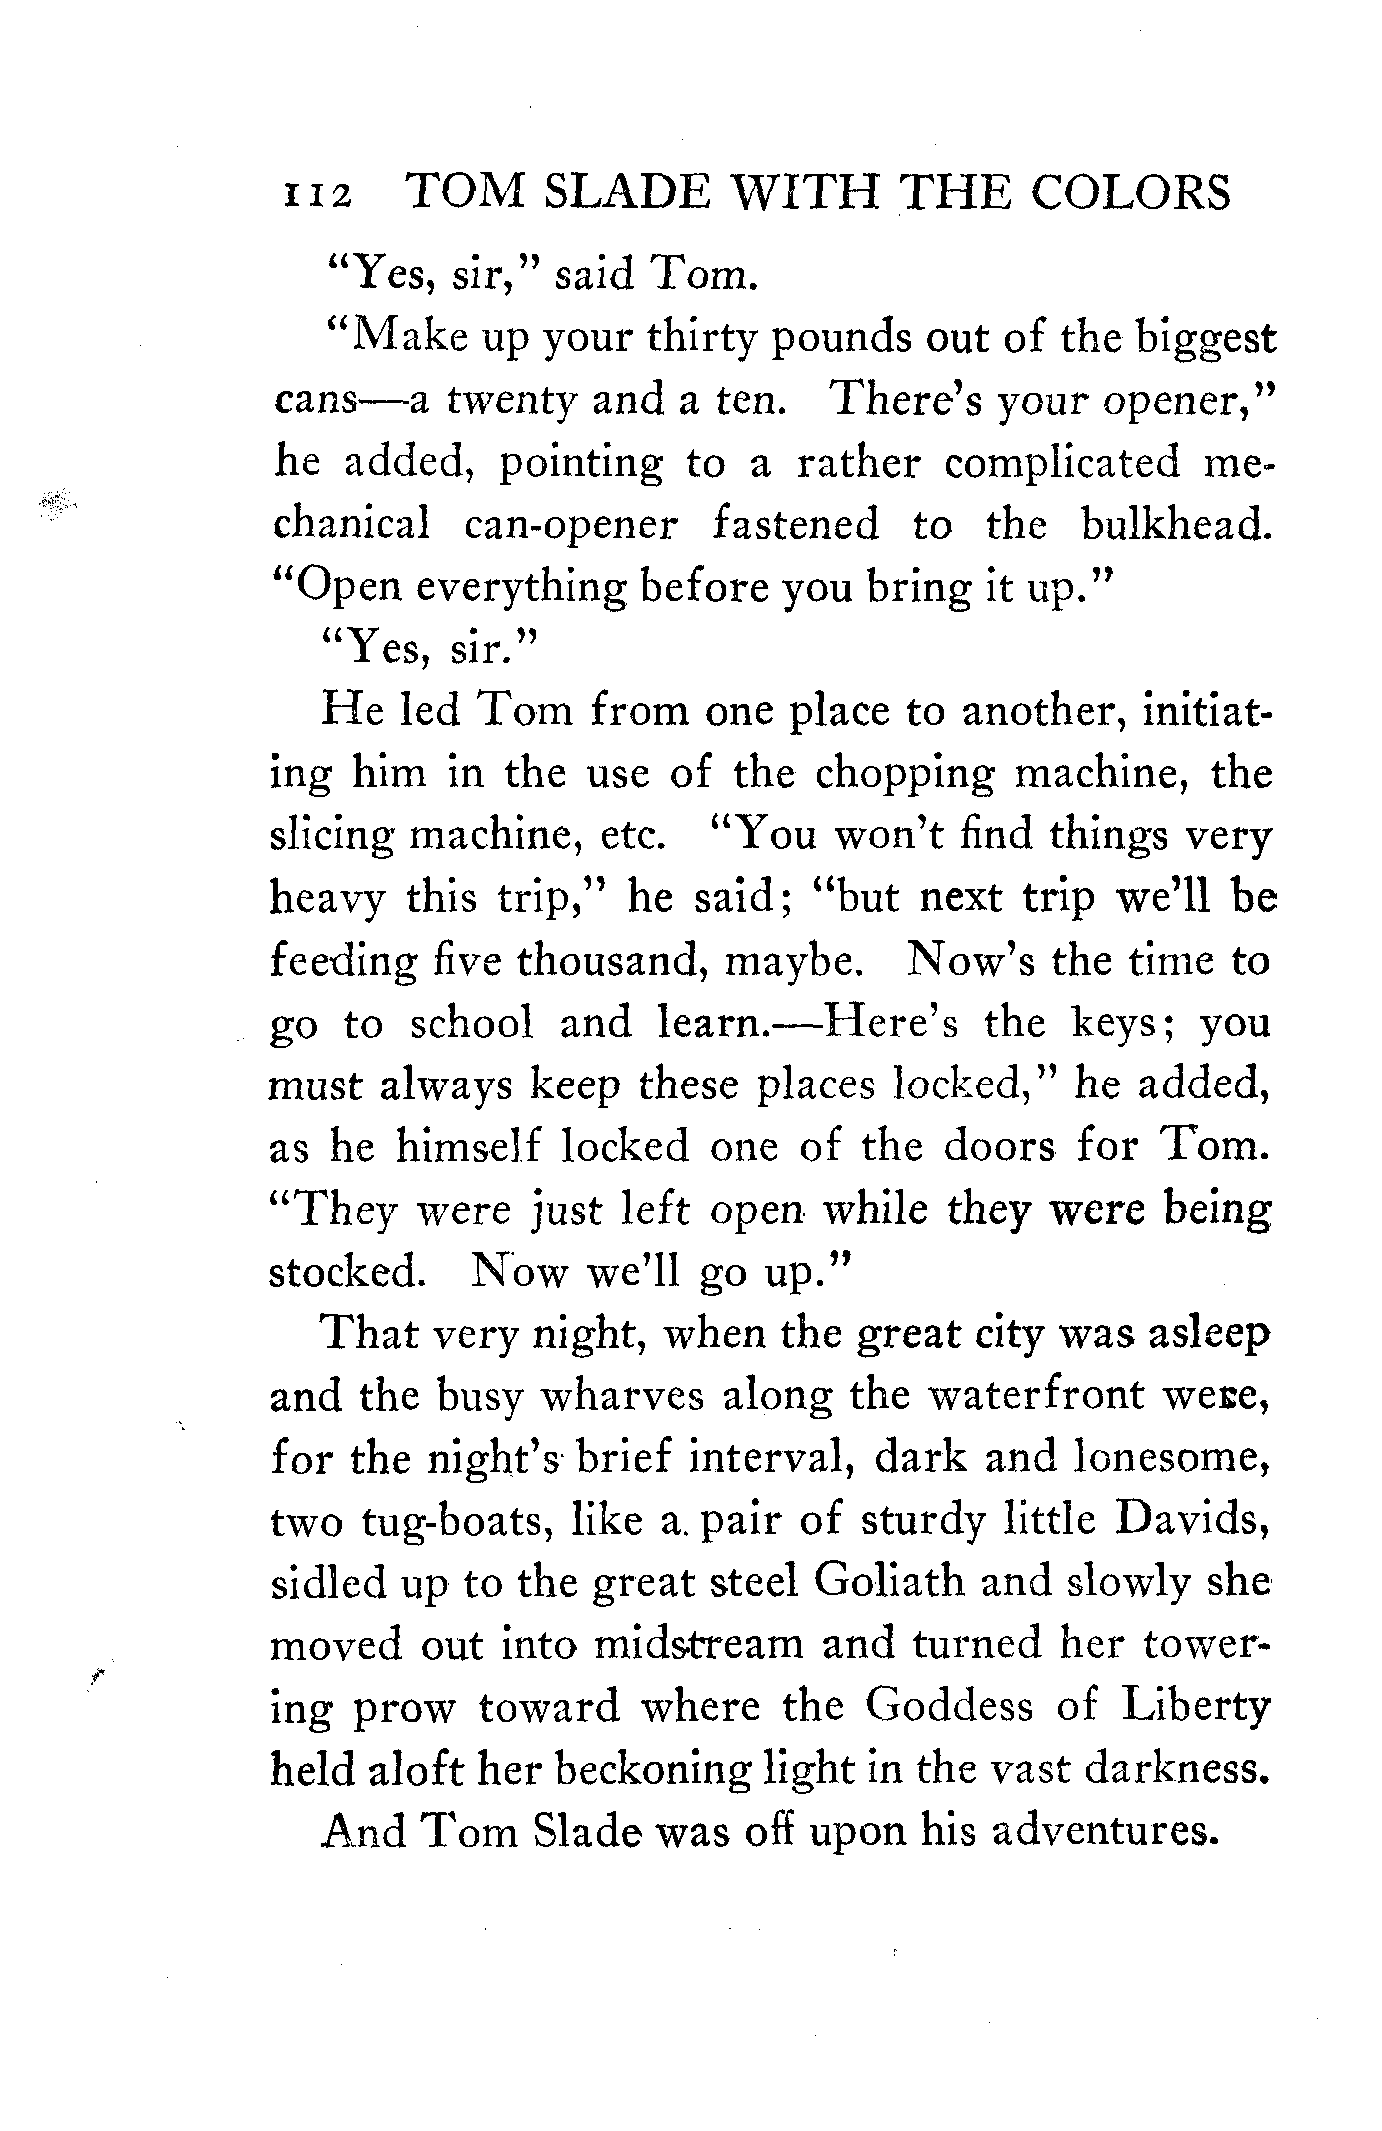 112 TOM SLADE WITH THE COLORS
“Yes, sir,” said Tom.
“Make up your thirty pounds out of the biggest
cans—a twenty and a ten. There’s your opener,”
he added, pointing to a rather complicated me-
chanical can-opener fastened to the bulkhead.
“Open everything before you bring it up.”
“Yes, sir.”
He led Tom from one place to another, initiat-
ing him in the use of the chopping machine, the
slicing machine, etc. “You won’t find things very
heavy this trip,” he said; “but next trip we’ll be
feeding five thousand, maybe. Now’s the time to
go to school and learn.—Here’s the keys; you
must always keep these places locked,” he added,
as he himself locked one of the doors for Tom.
“They were just left open while they were being
stocked. Now we’ll go up.”
That very night, when the great city was asleep
and the busy wharves along the waterfront were,
for the night’s brief interval, dark and lonesome,
two tug-boats, like a pair of sturdy little Davids,
sidled up to the great steel Goliath and slowly she
moved out into midstream and turned her tower-
ing prow toward where the Goddess of Liberty
held aloft her beckoning light in the vast darkness.
And Tom Slade was off upon his adventures.